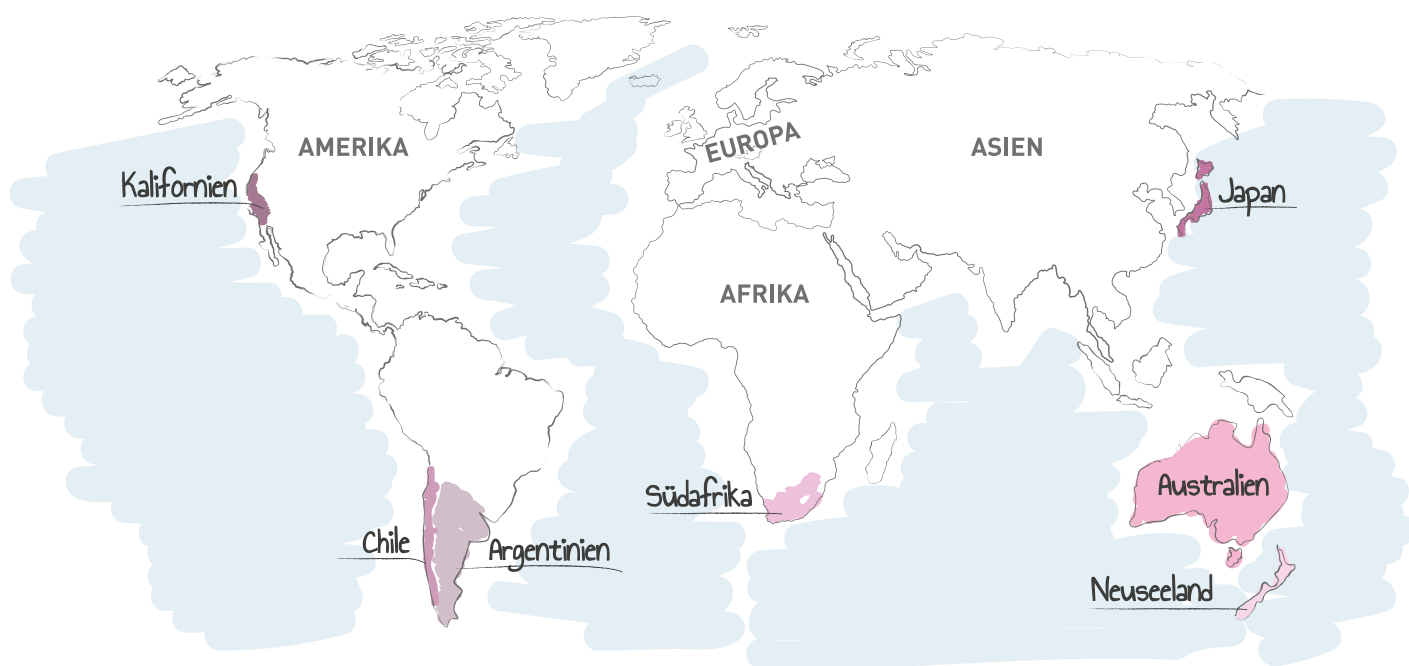 AMERIKA
EUROPA
ASIEN
Kalifornien
Japan
AFRIKA
Südafrika
Australien
Chile
Argentinien
Neuseeland